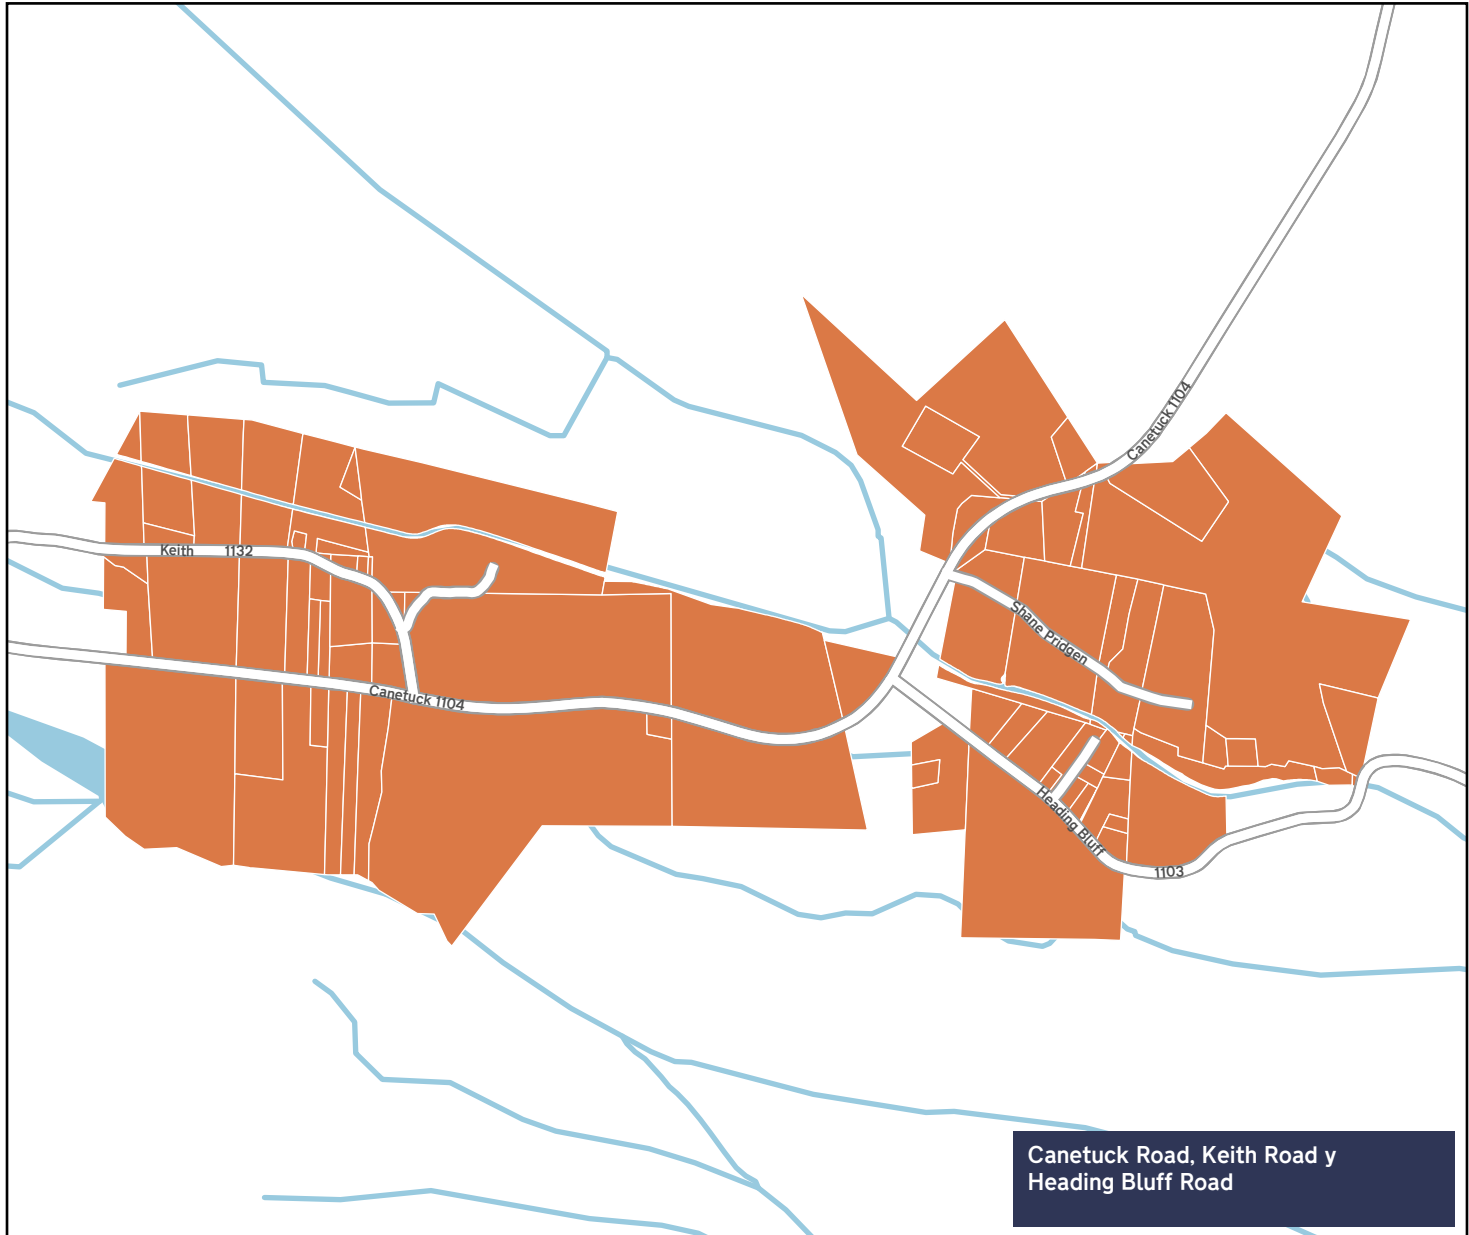 Canetuck 1104
Keith 1132
Shane Pridgen
Canetuck 1104
Heading Bluff
1103
Canetuck Road, Keith Road y
Heading Bluff Road